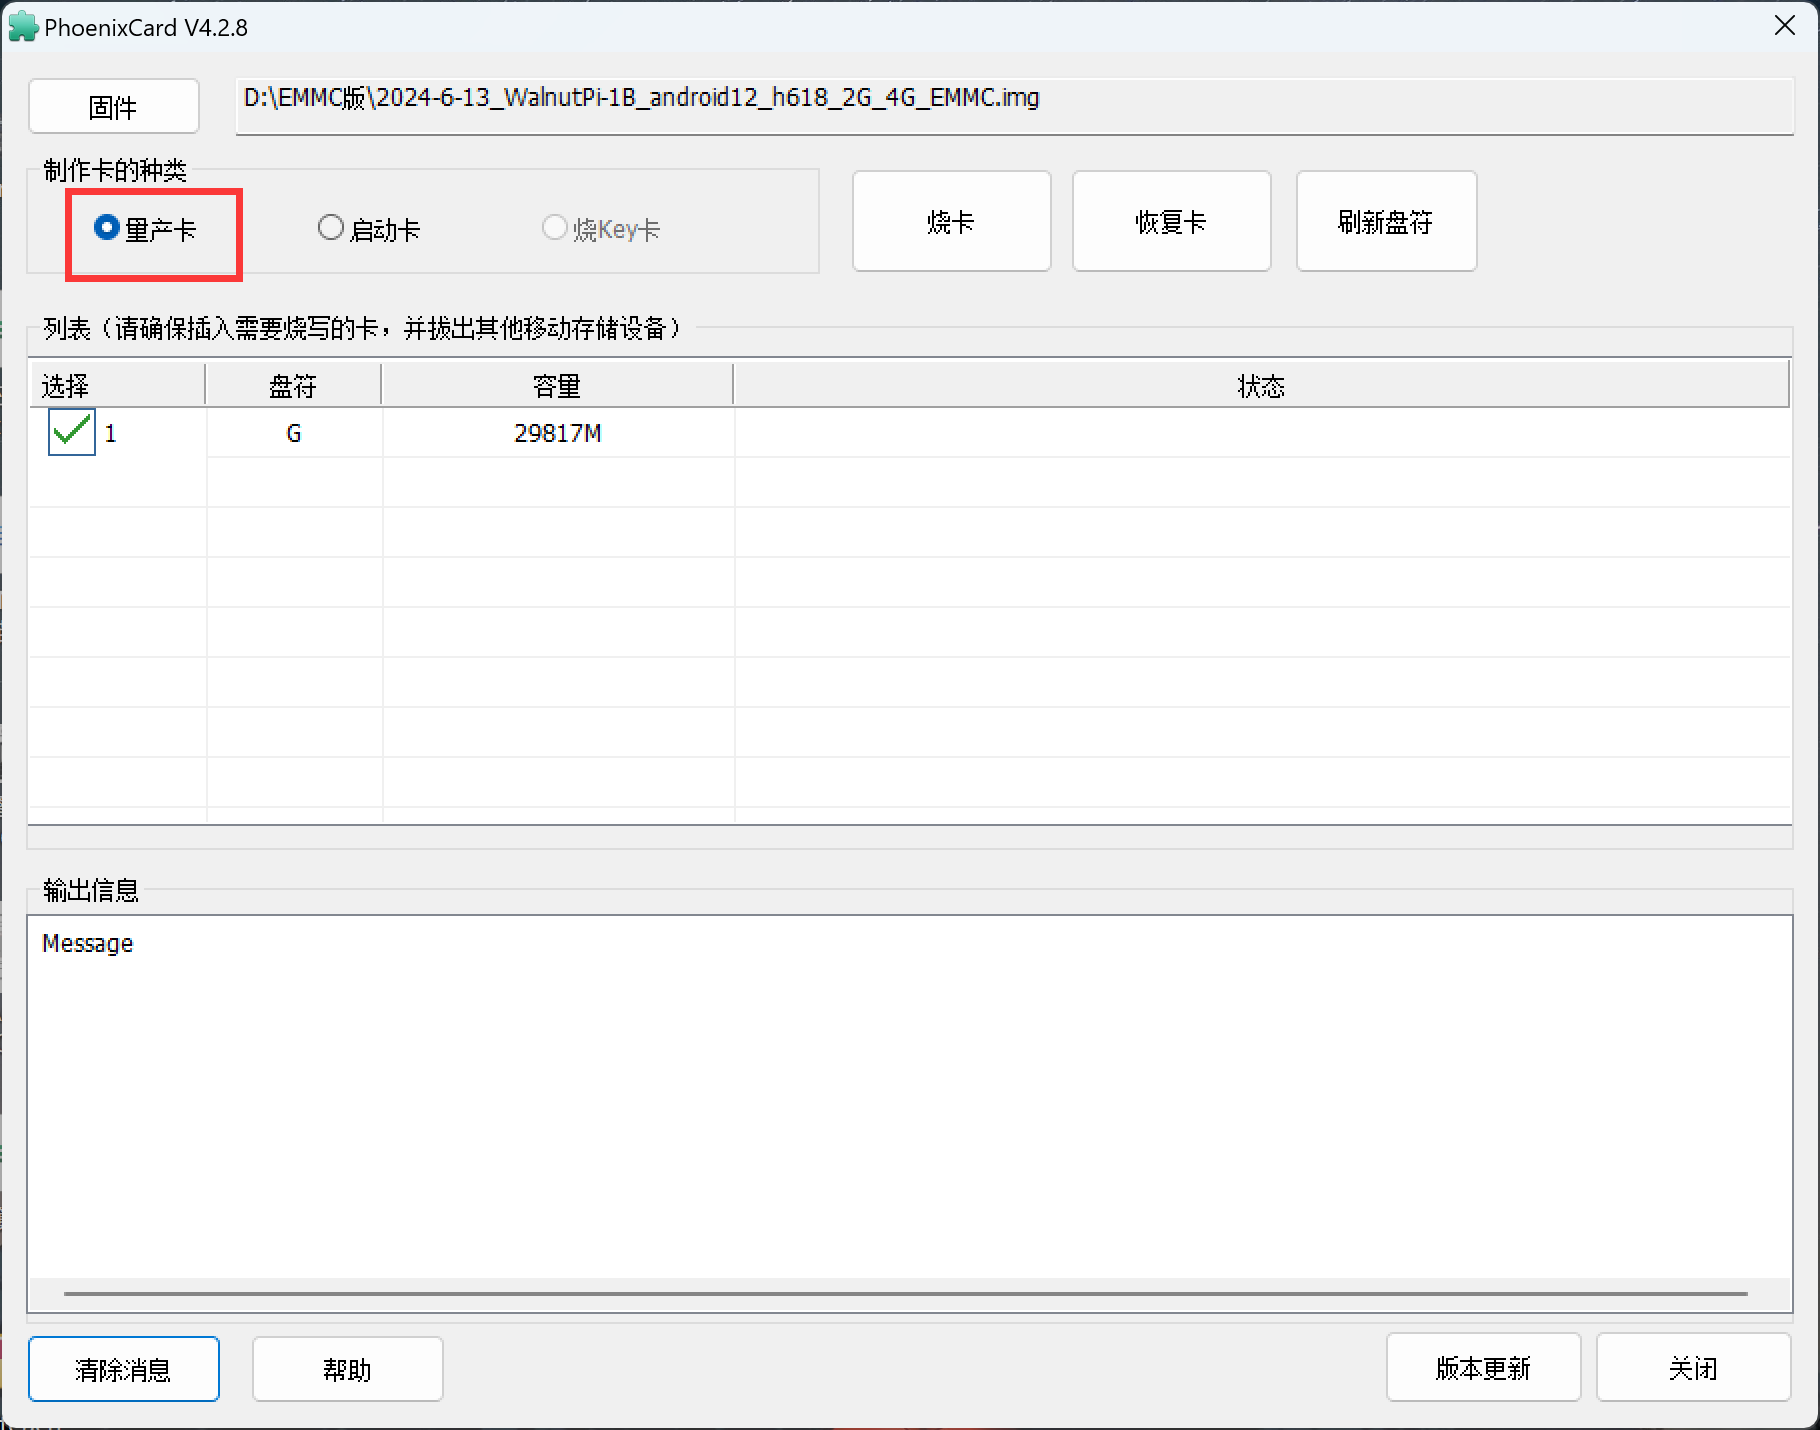 PhoenixCard V4.2.8
固件 D:\EMMC版\2024-6-13_WalnutPi-1B_android12_h618_2G_4G_EMMC.img
制作卡的种类
量产卡 启动卡 烧Key卡 烧卡 恢复卡 刷新盘符
列表（请确保插入需要烧写的卡，并拔出其他移动存储设备）
选择 盘符 容量 状态
1 G 29817M
输出信息
Message
清除消息 帮助 版本更新 关闭